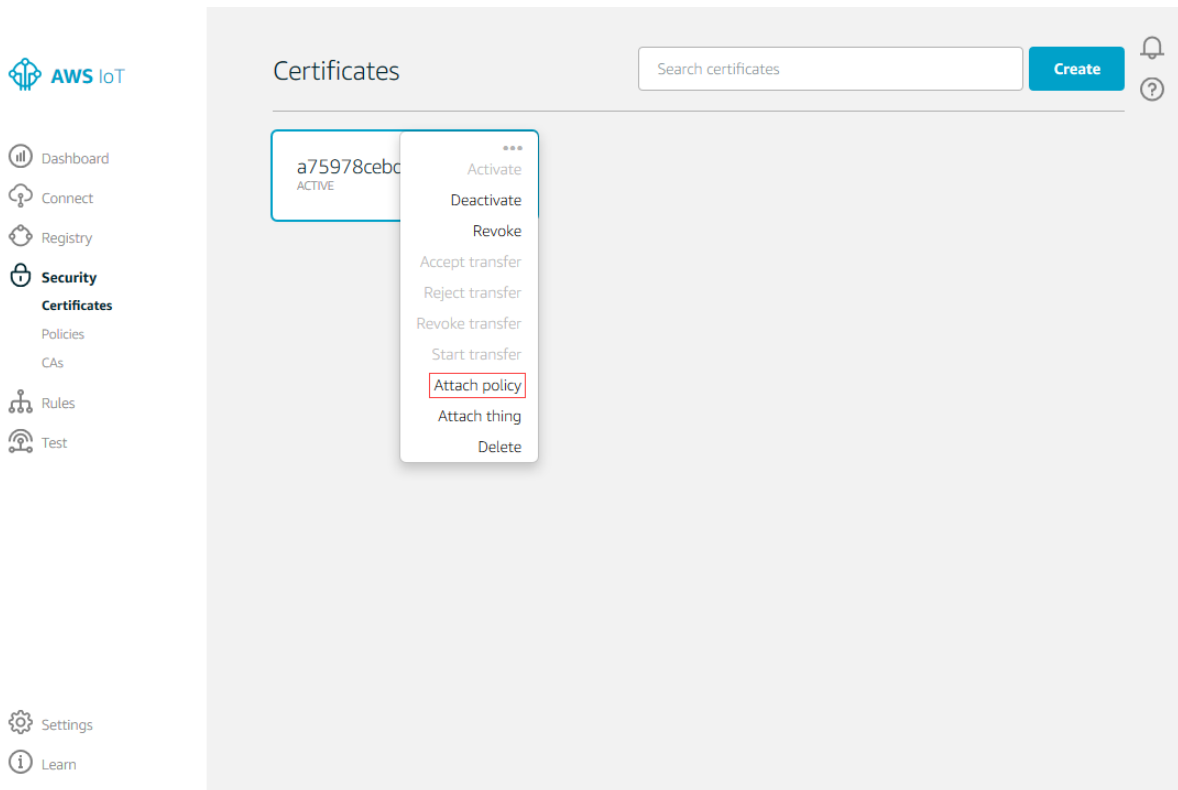 AWS IoT
Dashboard
Connect
Registry
Security
Certificates
Policies
CAs
Rules
Test
Settings
Learn
Certificates
Search certificates
Create
a75978cebc
ACTIVE
Activate
Deactivate
Revoke
Accept transfer
Reject transfer
Revoke transfer
Start transfer
Attach policy
Attach thing
Delete